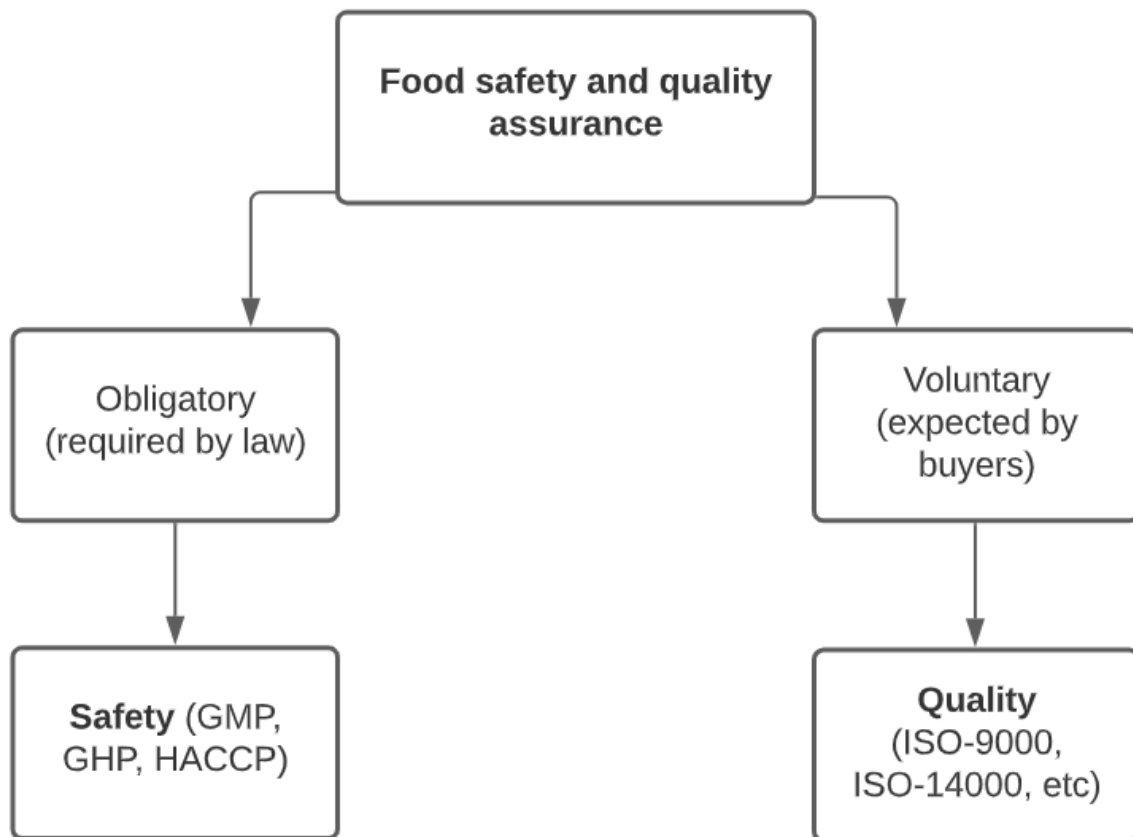 Food safety and quality
assurance
Obligatory
(required by law)
Voluntary
(expected by
buyers)
Safety (GMP,
GHP, HACCP)
Quality
(ISO-9000,
ISO-14000, etc)